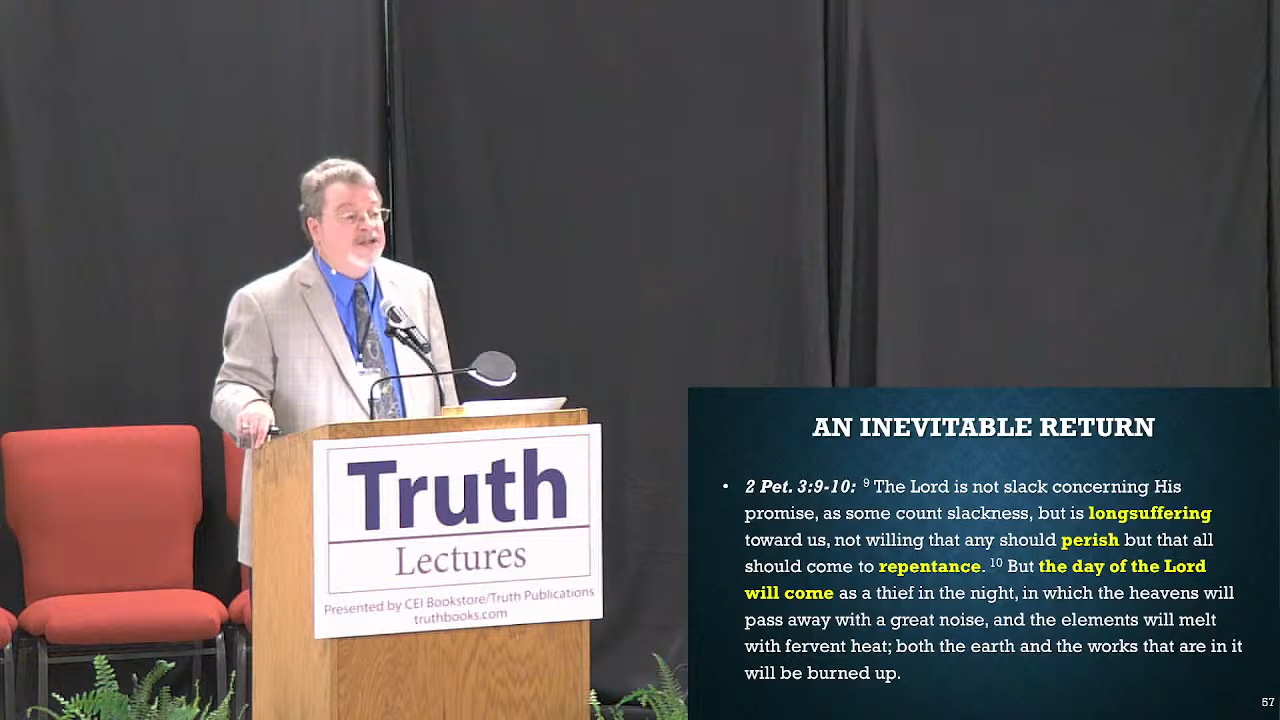 Truth
Lectures
Presented by CEI Bookstore/Truth Publications
truthbooks.com
AN INEVITABLE RETURN
• 2 Pet. 3:9-10: 9 The Lord is not slack concerning His
promise, as some count slackness, but is longsuffering
toward us, not willing that any should perish but that all
should come to repentance. 10 But the day of the Lord
will come as a thief in the night, in which the heavens will
pass away with a great noise, and the elements will melt
with fervent heat; both the earth and the works that are in it
will be burned up.
57